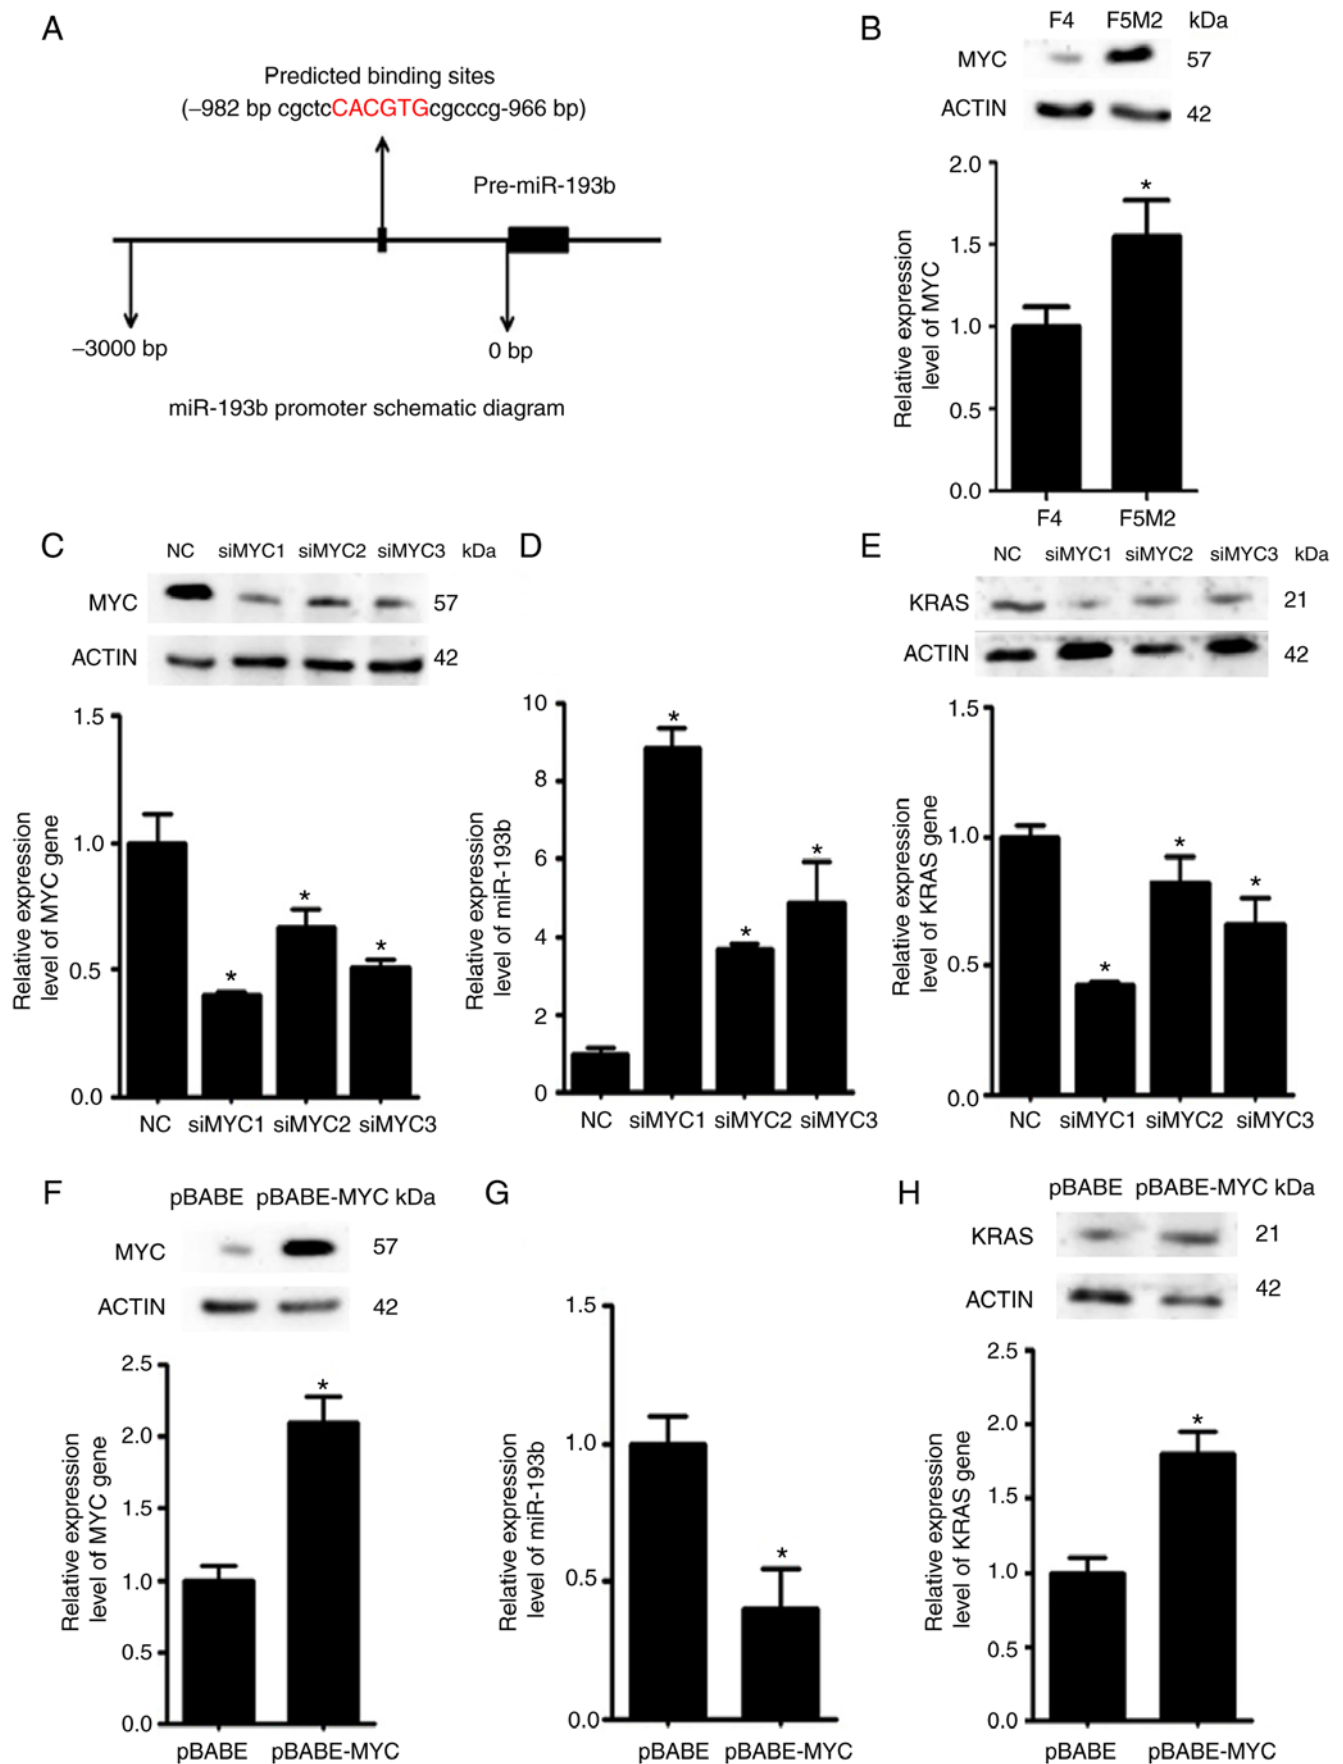 A
Predicted binding sites
(–982 bp cgctcCACGTGcgcccg-966 bp)
Pre-miR-193b
–3000 bp
0 bp
miR-193b promoter schematic diagram
B
F4 F5M2 kDa
MYC 57
ACTIN 42
Relative expression
level of MYC
2.0
*
1.5
1.0
0.5
0.0
F4 F5M2
C
NC siMYC1 siMYC2 siMYC3 kDa
MYC 57
ACTIN 42
Relative expression
level of MYC gene
1.5
1.0
*
*
*
0.5
0.0
NC siMYC1 siMYC2 siMYC3
D
Relative expression
level of miR-193b
10
*
8
6
*
*
4
2
0
NC siMYC1 siMYC2 siMYC3
E
NC siMYC1 siMYC2 siMYC3 kDa
KRAS 21
ACTIN 42
Relative expression
level of KRAS gene
1.5
1.0
*
*
*
0.5
0.0
NC siMYC1 siMYC2 siMYC3
F
pBABE pBABE-MYC kDa
MYC 57
ACTIN 42
Relative expression
level of MYC gene
2.5
*
2.0
1.5
1.0
0.5
0.0
pBABE pBABE-MYC
G
Relative expression
level of miR-193b
1.5
1.0
*
0.5
0.0
pBABE pBABE-MYC
H
pBABE pBABE-MYC kDa
KRAS 21
ACTIN 42
Relative expression
level of KRAS gene
2.5
2.0
*
1.5
1.0
0.5
0.0
pBABE pBABE-MYC